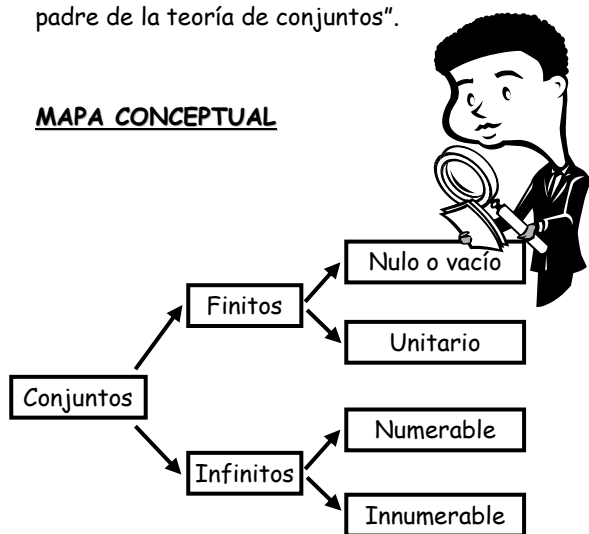 padre de la teoría de conjuntos”.
MAPA CONCEPTUAL
Nulo o vacío
Finitos
Unitario
Conjuntos
Numerable
Infinitos
Innumerable